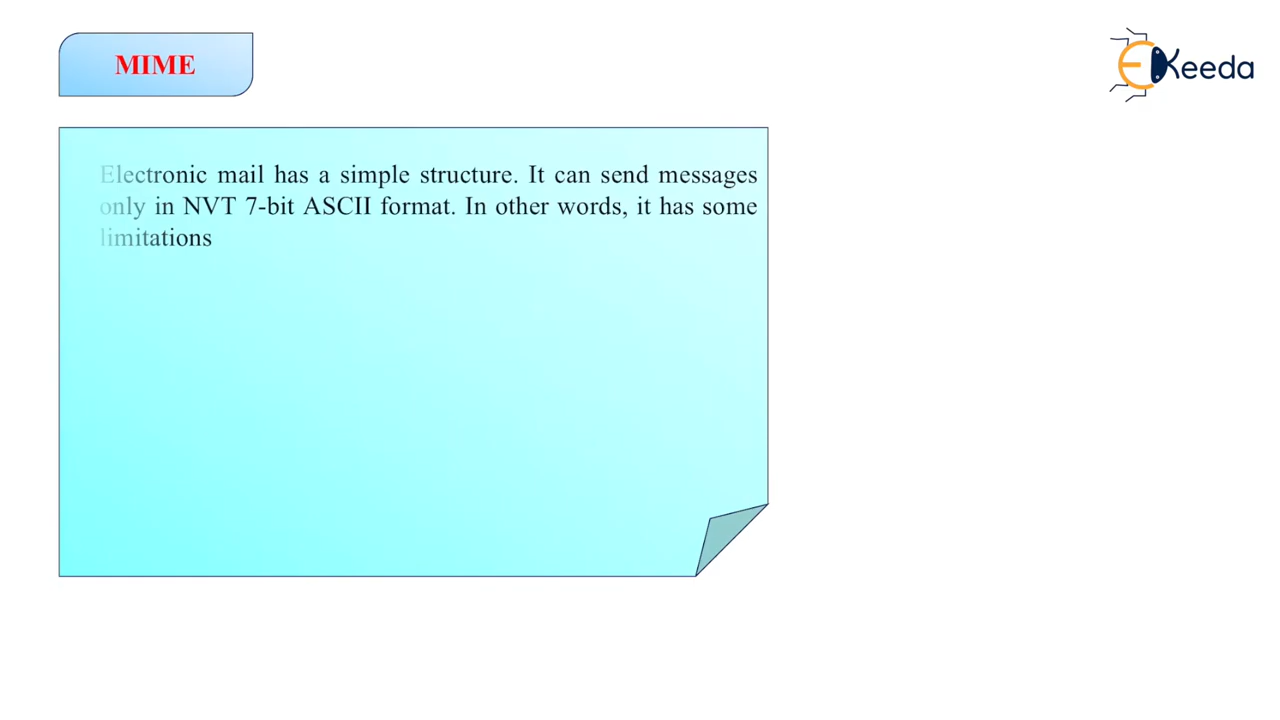 MIME
EKeeda
Electronic mail has a simple structure. It can send messages
only in NVT 7-bit ASCII format. In other words, it has some
limitations